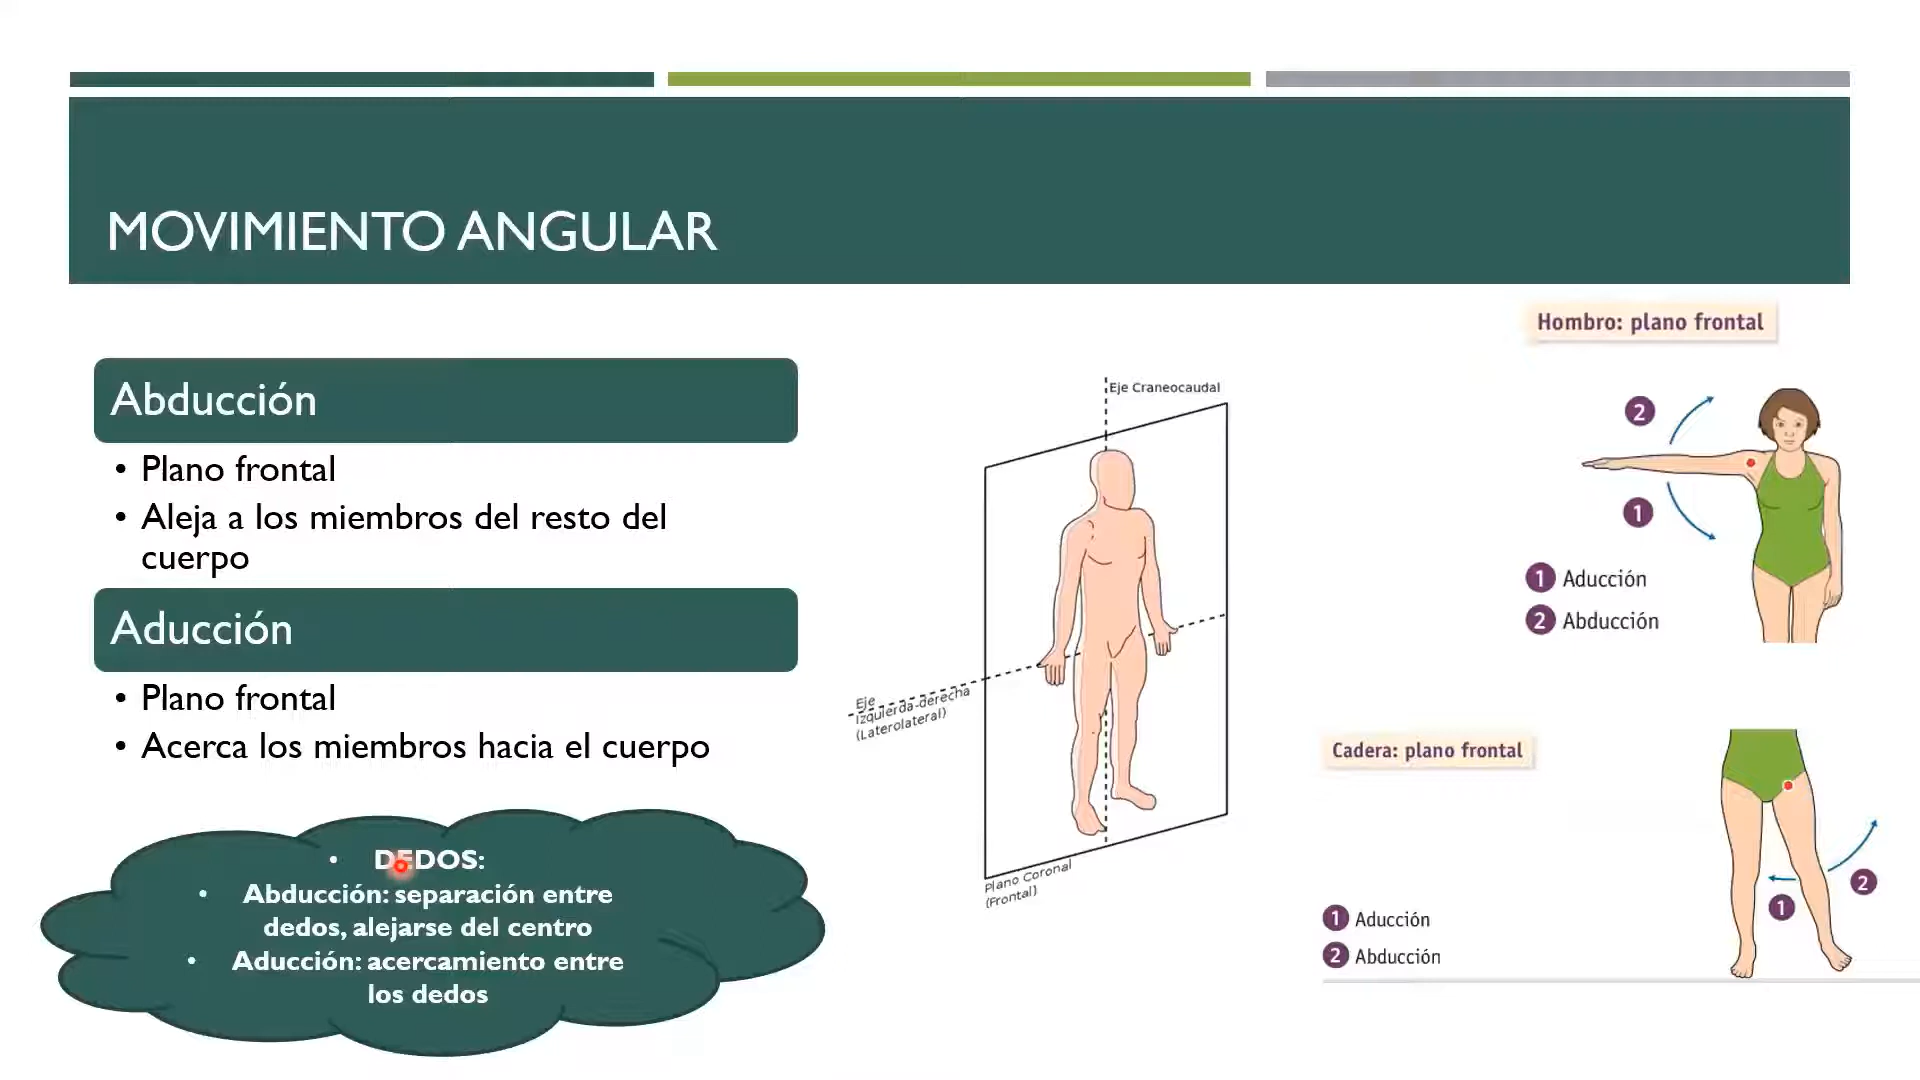 MOVIMIENTO ANGULAR
Abducción
• Plano frontal
• Aleja a los miembros del resto del
cuerpo
Aducción
• Plano frontal
• Acerca los miembros hacia el cuerpo
• DEDOS:
• Abducción: separación entre
dedos, alejarse del centro
• Aducción: acercamiento entre
los dedos
Eje Craneocaudal
Eje
Izquierda-derecha
(Laterolateral)
Plano Coronal
(Frontal)
Hombro: plano frontal
2
1
1 Aducción
2 Abducción
Cadera: plano frontal
2
1
1 Aducción
2 Abducción